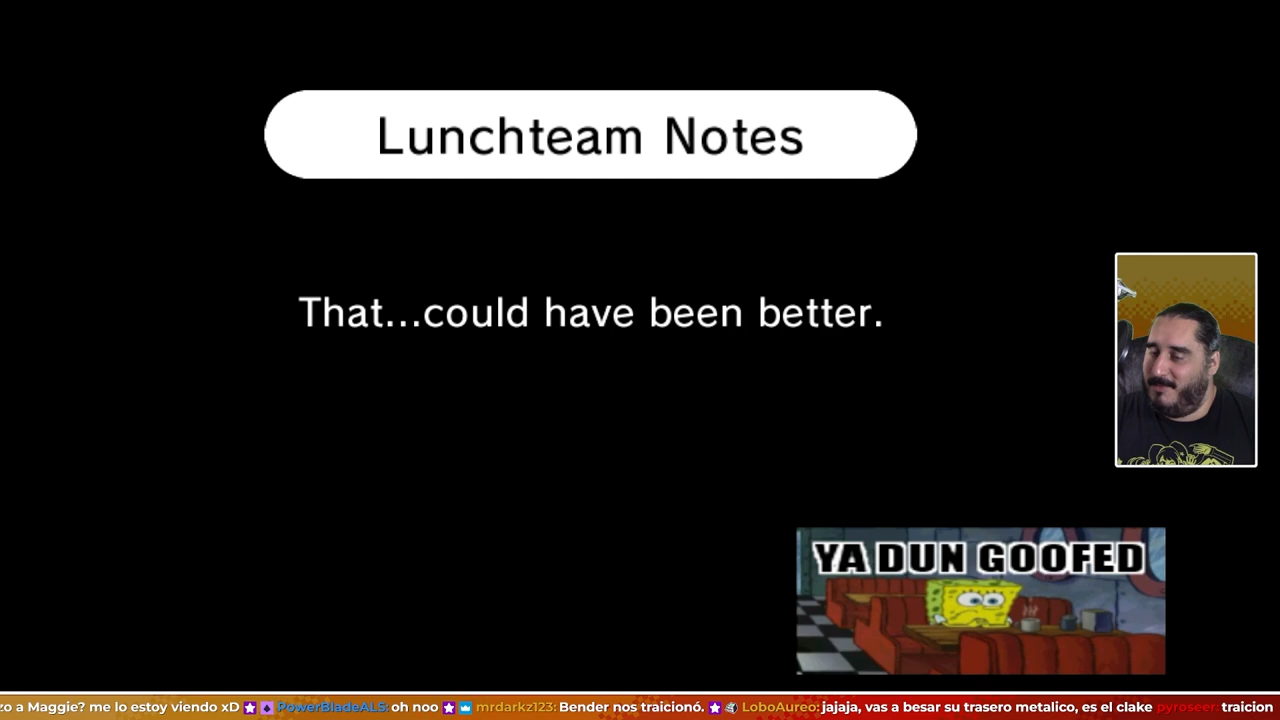 Lunchteam Notes
That...could have been better.
YA DUN GOOFED
zo a Maggie? me lo estoy viendo xD PowerBladeALS: oh noo mrdarkz123: Bender nos traicionó. LoboAureo: jajaja, vas a besar su trasero metalico, es el clake pyroseer: traicion